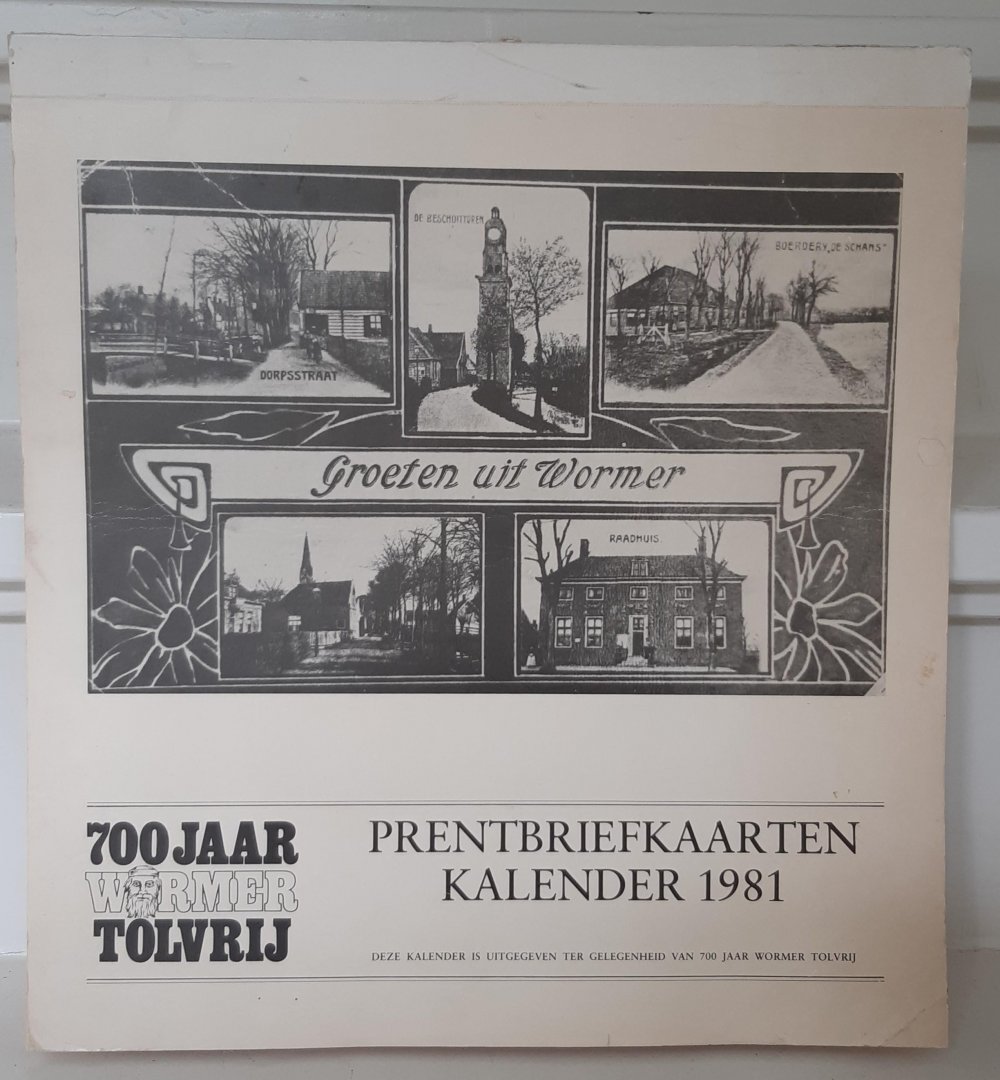 DE BESCHUITTOREN
BOERDERY „DE SCHANS"
DORPSSTRAAT
Groeten uit Wormer
RAADHUIS.
700 JAAR
WORMER
TOLVRIJ
PRENTBRIEFKAARTEN
KALENDER 1981
DEZE KALENDER IS UITGEGEVEN TER GELEGENHEID VAN 700 JAAR WORMER TOLVRIJ